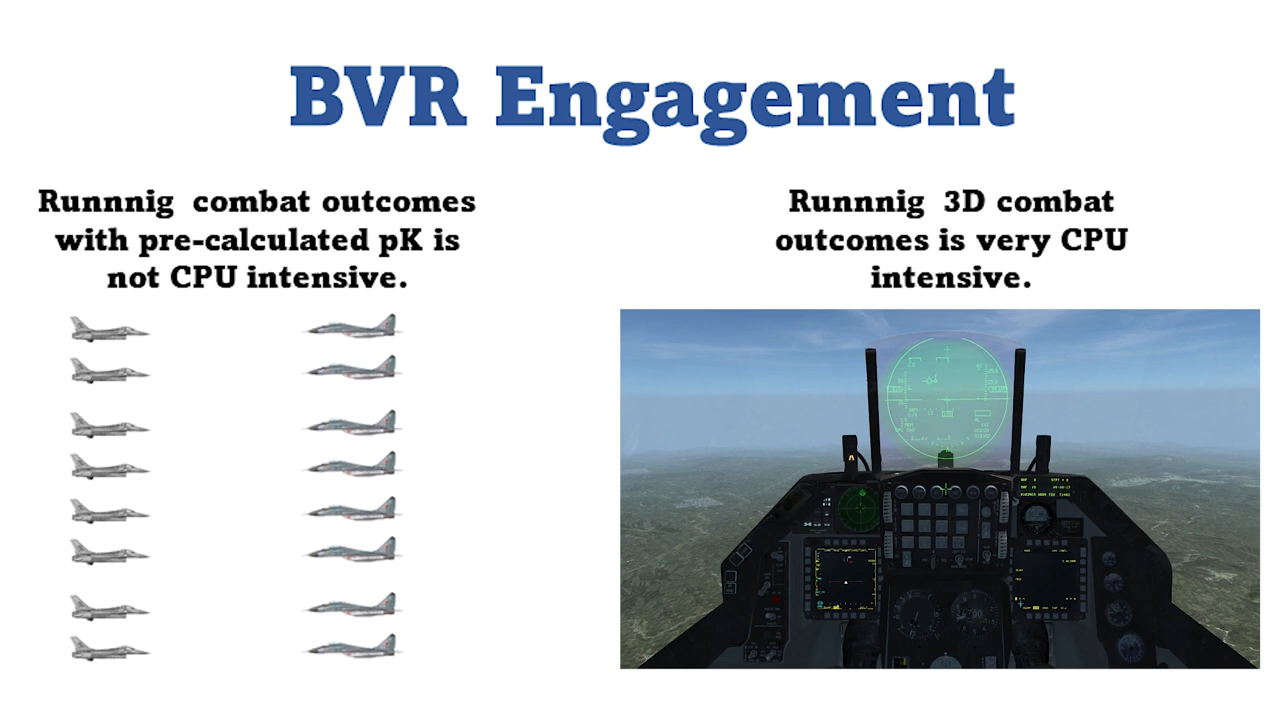 BVR Engagement
Runnnig combat outcomes
with pre-calculated pK is
not CPU intensive.
Runnnig 3D combat
outcomes is very CPU
intensive.